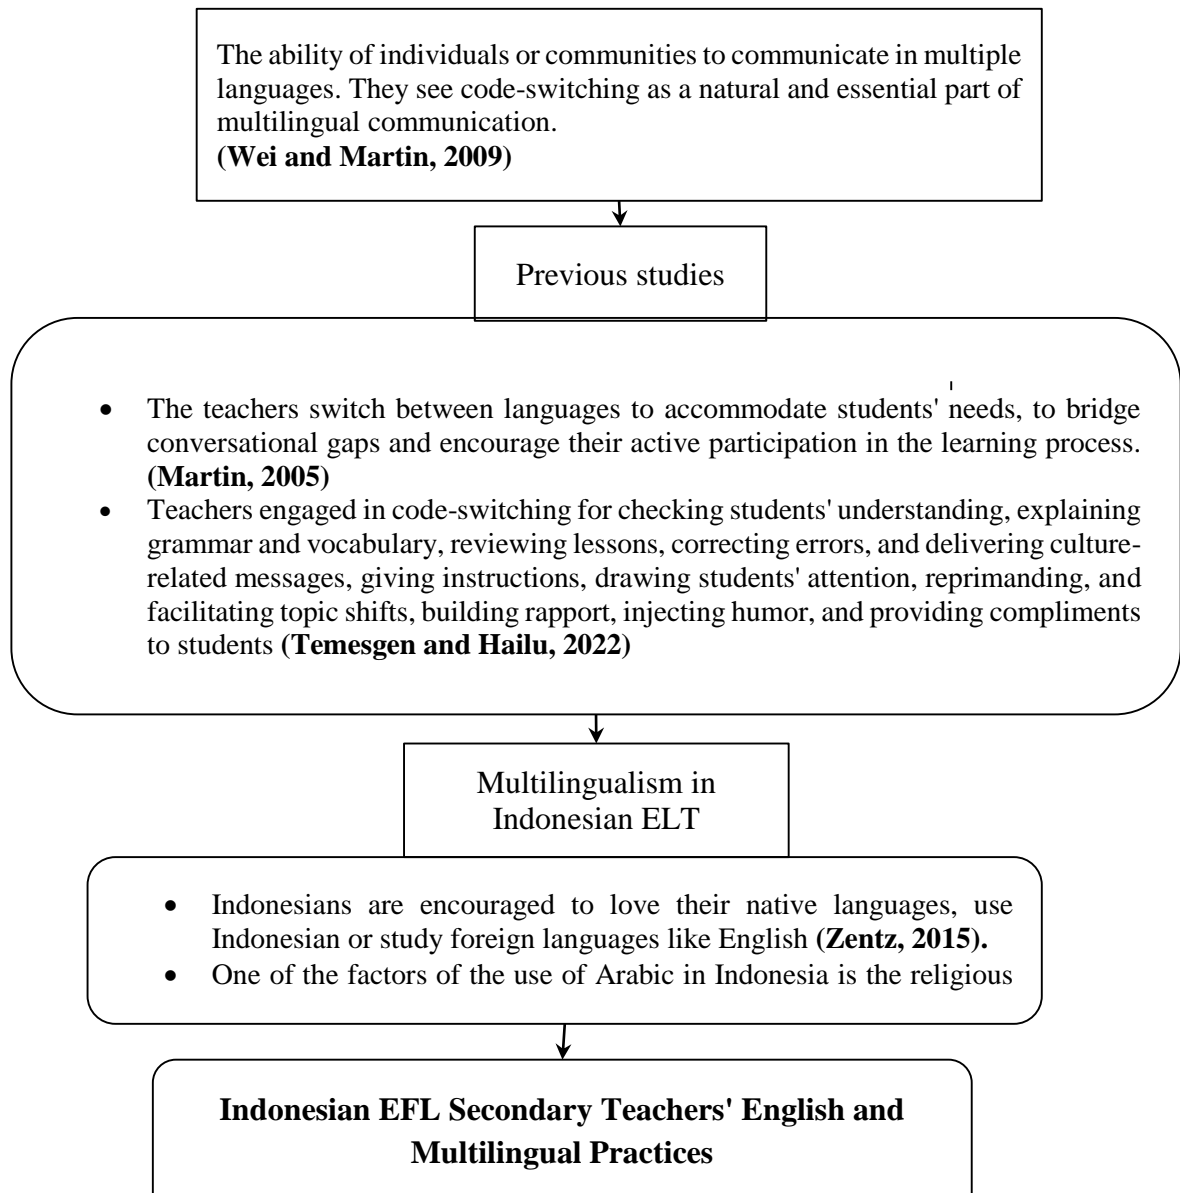 The ability of individuals or communities to communicate in multiple
languages. They see code-switching as a natural and essential part of
multilingual communication.
(Wei and Martin, 2009)
Previous studies
• The teachers switch between languages to accommodate students' needs, to bridge
conversational gaps and encourage their active participation in the learning process.
(Martin, 2005)
• Teachers engaged in code-switching for checking students' understanding, explaining
grammar and vocabulary, reviewing lessons, correcting errors, and delivering culture-
related messages, giving instructions, drawing students' attention, reprimanding, and
facilitating topic shifts, building rapport, injecting humor, and providing compliments
to students (Temesgen and Hailu, 2022)
Multilingualism in
Indonesian ELT
• Indonesians are encouraged to love their native languages, use
Indonesian or study foreign languages like English (Zentz, 2015).
• One of the factors of the use of Arabic in Indonesia is the religious
Indonesian EFL Secondary Teachers' English and
Multilingual Practices